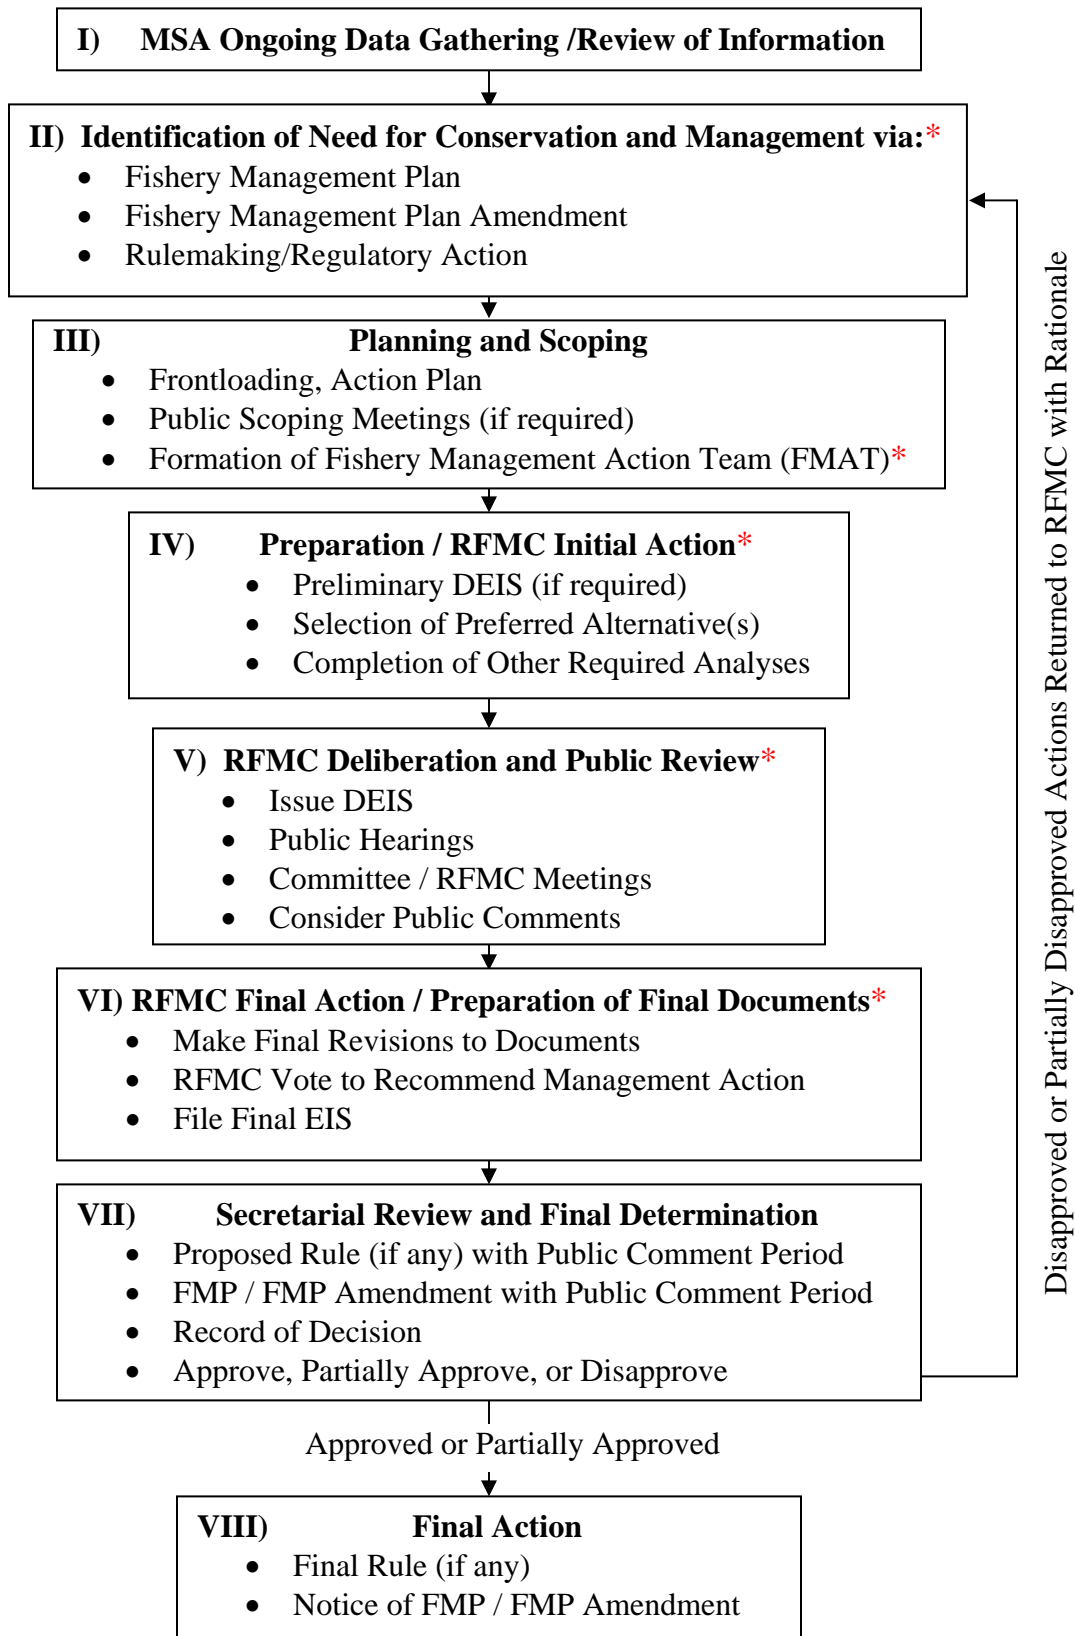 I) MSA Ongoing Data Gathering /Review of Information
II) Identification of Need for Conservation and Management via:*
• Fishery Management Plan
• Fishery Management Plan Amendment
• Rulemaking/Regulatory Action
III) Planning and Scoping
• Frontloading, Action Plan
• Public Scoping Meetings (if required)
• Formation of Fishery Management Action Team (FMAT)*
IV) Preparation / RFMC Initial Action*
• Preliminary DEIS (if required)
• Selection of Preferred Alternative(s)
• Completion of Other Required Analyses
V) RFMC Deliberation and Public Review*
• Issue DEIS
• Public Hearings
• Committee / RFMC Meetings
• Consider Public Comments
VI) RFMC Final Action / Preparation of Final Documents*
• Make Final Revisions to Documents
• RFMC Vote to Recommend Management Action
• File Final EIS
VII) Secretarial Review and Final Determination
• Proposed Rule (if any) with Public Comment Period
• FMP / FMP Amendment with Public Comment Period
• Record of Decision
• Approve, Partially Approve, or Disapprove
Approved or Partially Approved
VIII) Final Action
• Final Rule (if any)
• Notice of FMP / FMP Amendment
Disapproved or Partially Disapproved Actions Returned to RFMC with Rationale